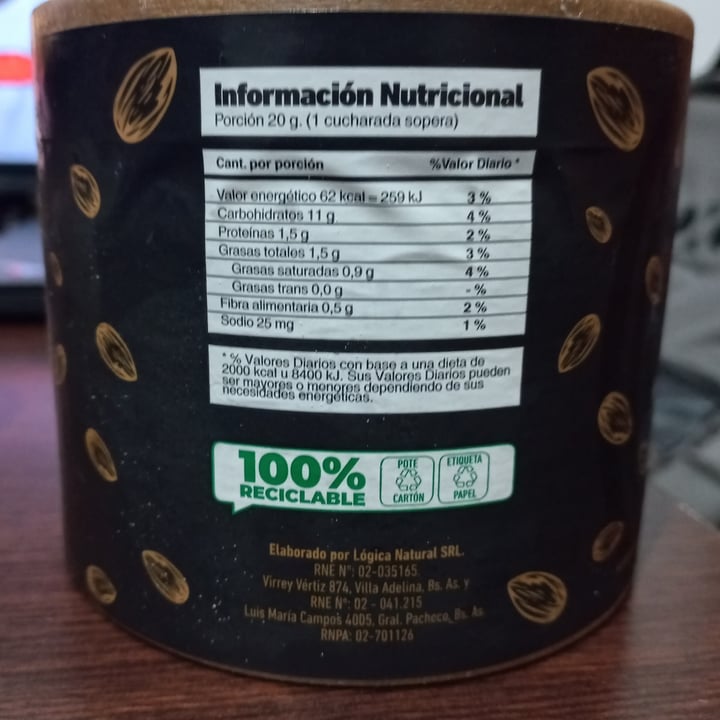 Información Nutricional
Porción 20 g. (1 cucharada sopera)
Cant. por porción %Valor Diario *
Valor energético 62 kcal = 259 kJ 3 %
Carbohidratos 11 g 4 %
Proteínas 1,5 g 2 %
Grasas totales 1,5 g 3 %
Grasas saturadas 0,9 g 4 %
Grasas trans 0,0 g - %
Fibra alimentaria 0,5 g 2 %
Sodio 25 mg 1 %
* % Valores Diarios con base a una dieta de
2000 kcal u 8400 kJ. Sus Valores Diarios pueden
ser mayores o menores dependiendo de sus
necesidades energéticas.
100%
RECICLABLE
POTE
CARTÓN
ETIQUETA
PAPEL
Elaborado por Lógica Natural SRL.
RNE N°: 02-035165.
Virrey Vértiz 874, Villa Adelina, Bs. As. y
RNE N°: 02 - 041.215
Luis María Campos 4005, Gral. Pacheco, Bs. As.
RNPA: 02-701126